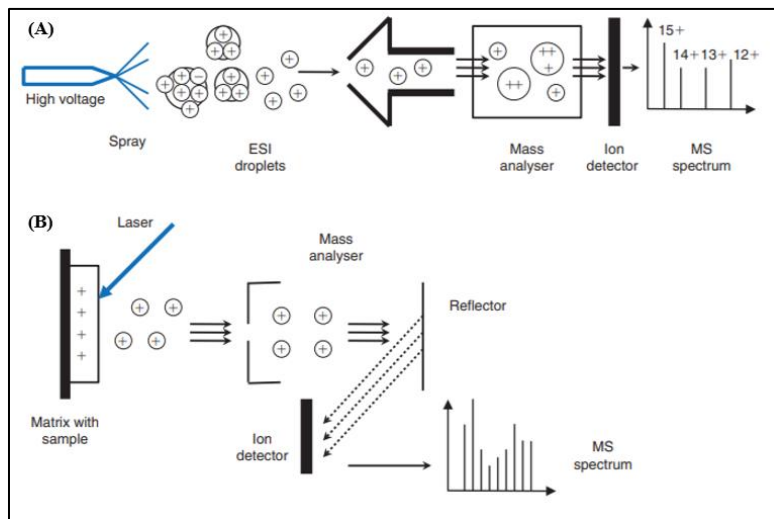 (A)
High voltage
Spray
ESI
droplets
Mass
analyser
Ion
detector
15+
14+ 13+ 12+
MS
spectrum
(B)
Laser
Matrix with
sample
Mass
analyser
Reflector
Ion
detector
MS
spectrum